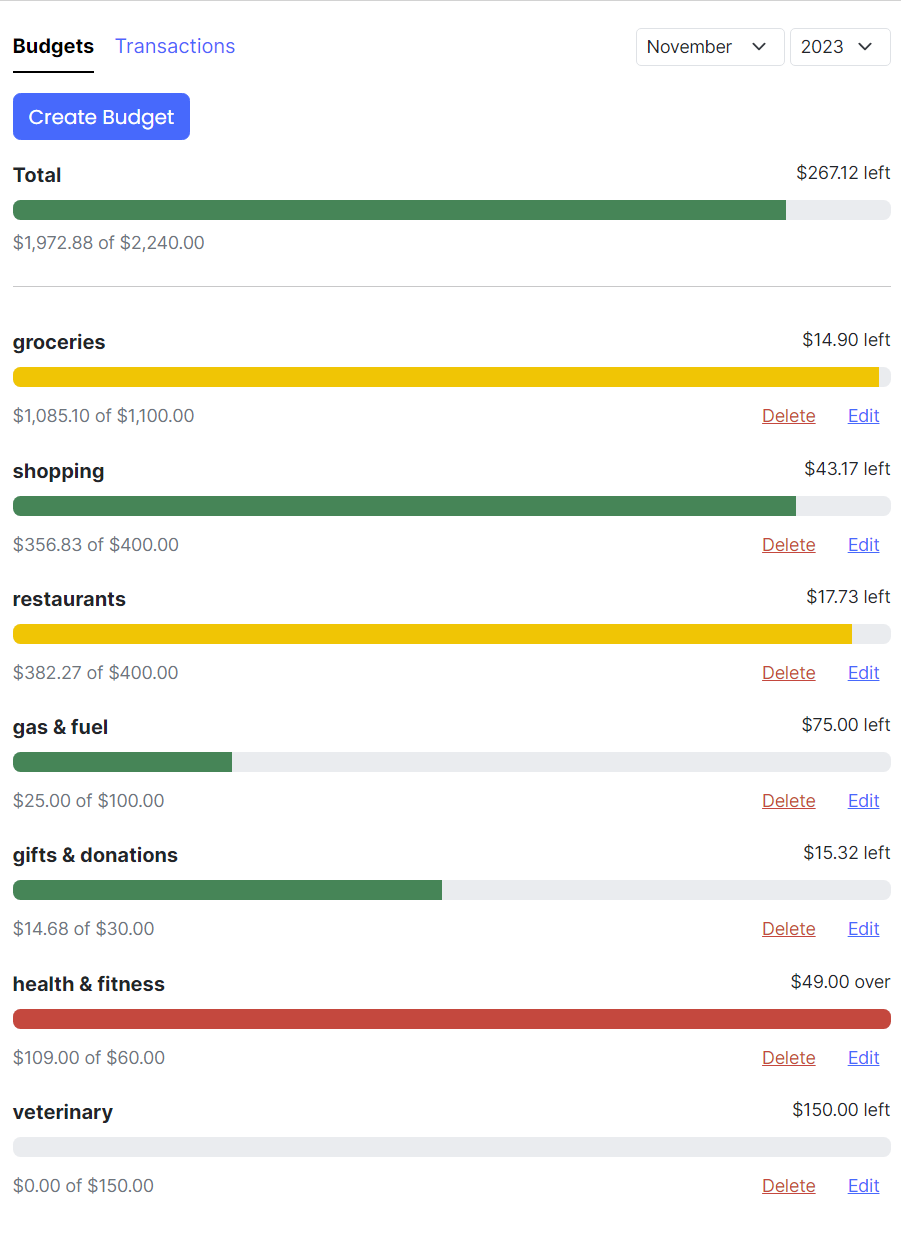 Budgets Transactions November 2023
Create Budget
Total $267.12 left
$1,972.88 of $2,240.00
groceries $14.90 left
$1,085.10 of $1,100.00 Delete Edit
shopping $43.17 left
$356.83 of $400.00 Delete Edit
restaurants $17.73 left
$382.27 of $400.00 Delete Edit
gas & fuel $75.00 left
$25.00 of $100.00 Delete Edit
gifts & donations $15.32 left
$14.68 of $30.00 Delete Edit
health & fitness $49.00 over
$109.00 of $60.00 Delete Edit
veterinary $150.00 left
$0.00 of $150.00 Delete Edit